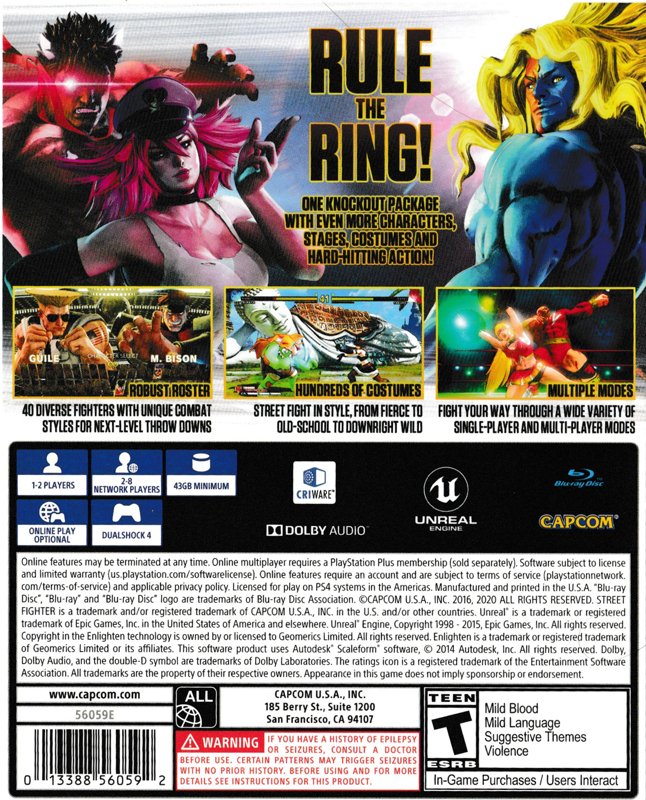 RULE
THE
RING!
ONE KNOCKOUT PACKAGE
WITH EVEN MORE CHARACTERS,
STAGES, COSTUMES AND
HARD-HITTING ACTION!
GUILE
CHARACTER SELECT
M. BISON
ROBUST ROSTER
40 DIVERSE FIGHTERS WITH UNIQUE COMBAT
STYLES FOR NEXT-LEVEL THROW DOWNS
HUNDREDS OF COSTUMES
STREET FIGHT IN STYLE, FROM FIERCE TO
OLD-SCHOOL TO DOWNRIGHT WILD
MULTIPLE MODES
FIGHT YOUR WAY THROUGH A WIDE VARIETY OF
SINGLE-PLAYER AND MULTI-PLAYER MODES
1-2 PLAYERS
2-8
NETWORK PLAYERS
43GB MINIMUM
ONLINE PLAY
OPTIONAL
DUALSHOCK 4
CRIWARE™
DOLBY AUDIO™
UNREAL
ENGINE
Blu-ray Disc
CAPCOM®
Online features may be terminated at any time. Online multiplayer requires a PlayStation Plus membership (sold separately). Software subject to license
and limited warranty (us.playstation.com/softwarelicense). Online features require an account and are subject to terms of service (playstationnetwork.
com/terms-of-service) and applicable privacy policy. Licensed for play on PS4 systems in the Americas. Manufactured and printed in the U.S.A. "Blu-ray
Disc", "Blu-ray" and "Blu-ray Disc" logo are trademarks of Blu-ray Disc Association. ©CAPCOM U.S.A., INC. 2016, 2020 ALL RIGHTS RESERVED. STREET
FIGHTER is a trademark and/or registered trademark of CAPCOM U.S.A., INC. in the U.S. and/or other countries. Unreal® is a trademark or registered
trademark of Epic Games, Inc. in the United States of America and elsewhere. Unreal® Engine, Copyright 1998 - 2015, Epic Games, Inc. All rights reserved.
Copyright in the Enlighten technology is owned by or licensed to Geomerics Limited. All rights reserved. Enlighten is a trademark or registered trademark
of Geomerics Limited or its affiliates. This software product uses Autodesk® Scaleform® software, © 2014 Autodesk, Inc. All rights reserved. Dolby,
Dolby Audio, and the double-D symbol are trademarks of Dolby Laboratories. The ratings icon is a registered trademark of the Entertainment Software
Association. All trademarks are the property of their respective owners. Appearance in this game does not imply sponsorship or endorsement.
www.capcom.com
56059E
0 13388 56059 2
ALL
CAPCOM U.S.A., INC.
185 Berry St., Suite 1200
San Francisco, CA 94107
WARNING IF YOU HAVE A HISTORY OF EPILEPSY
OR SEIZURES, CONSULT A DOCTOR
BEFORE USE. CERTAIN PATTERNS MAY TRIGGER SEIZURES
WITH NO PRIOR HISTORY. BEFORE USING AND FOR MORE
DETAILS SEE INSTRUCTIONS FOR THIS PRODUCT.
TEEN
T
ESRB
Mild Blood
Mild Language
Suggestive Themes
Violence
In-Game Purchases / Users Interact